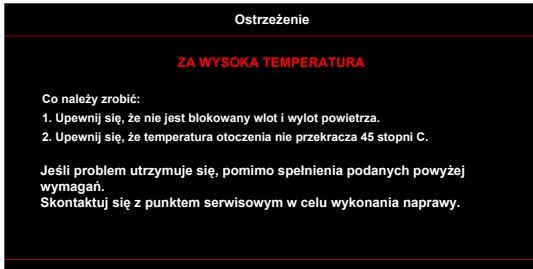 Ostrzeżenie
ZA WYSOKA TEMPERATURA
Co należy zrobić:
1. Upewnij się, że nie jest blokowany wlot i wylot powietrza.
2. Upewnij się, że temperatura otoczenia nie przekracza 45 stopni C.
Jeśli problem utrzymuje się, pomimo spełnienia podanych powyżej
wymagań.
Skontaktuj się z punktem serwisowym w celu wykonania naprawy.